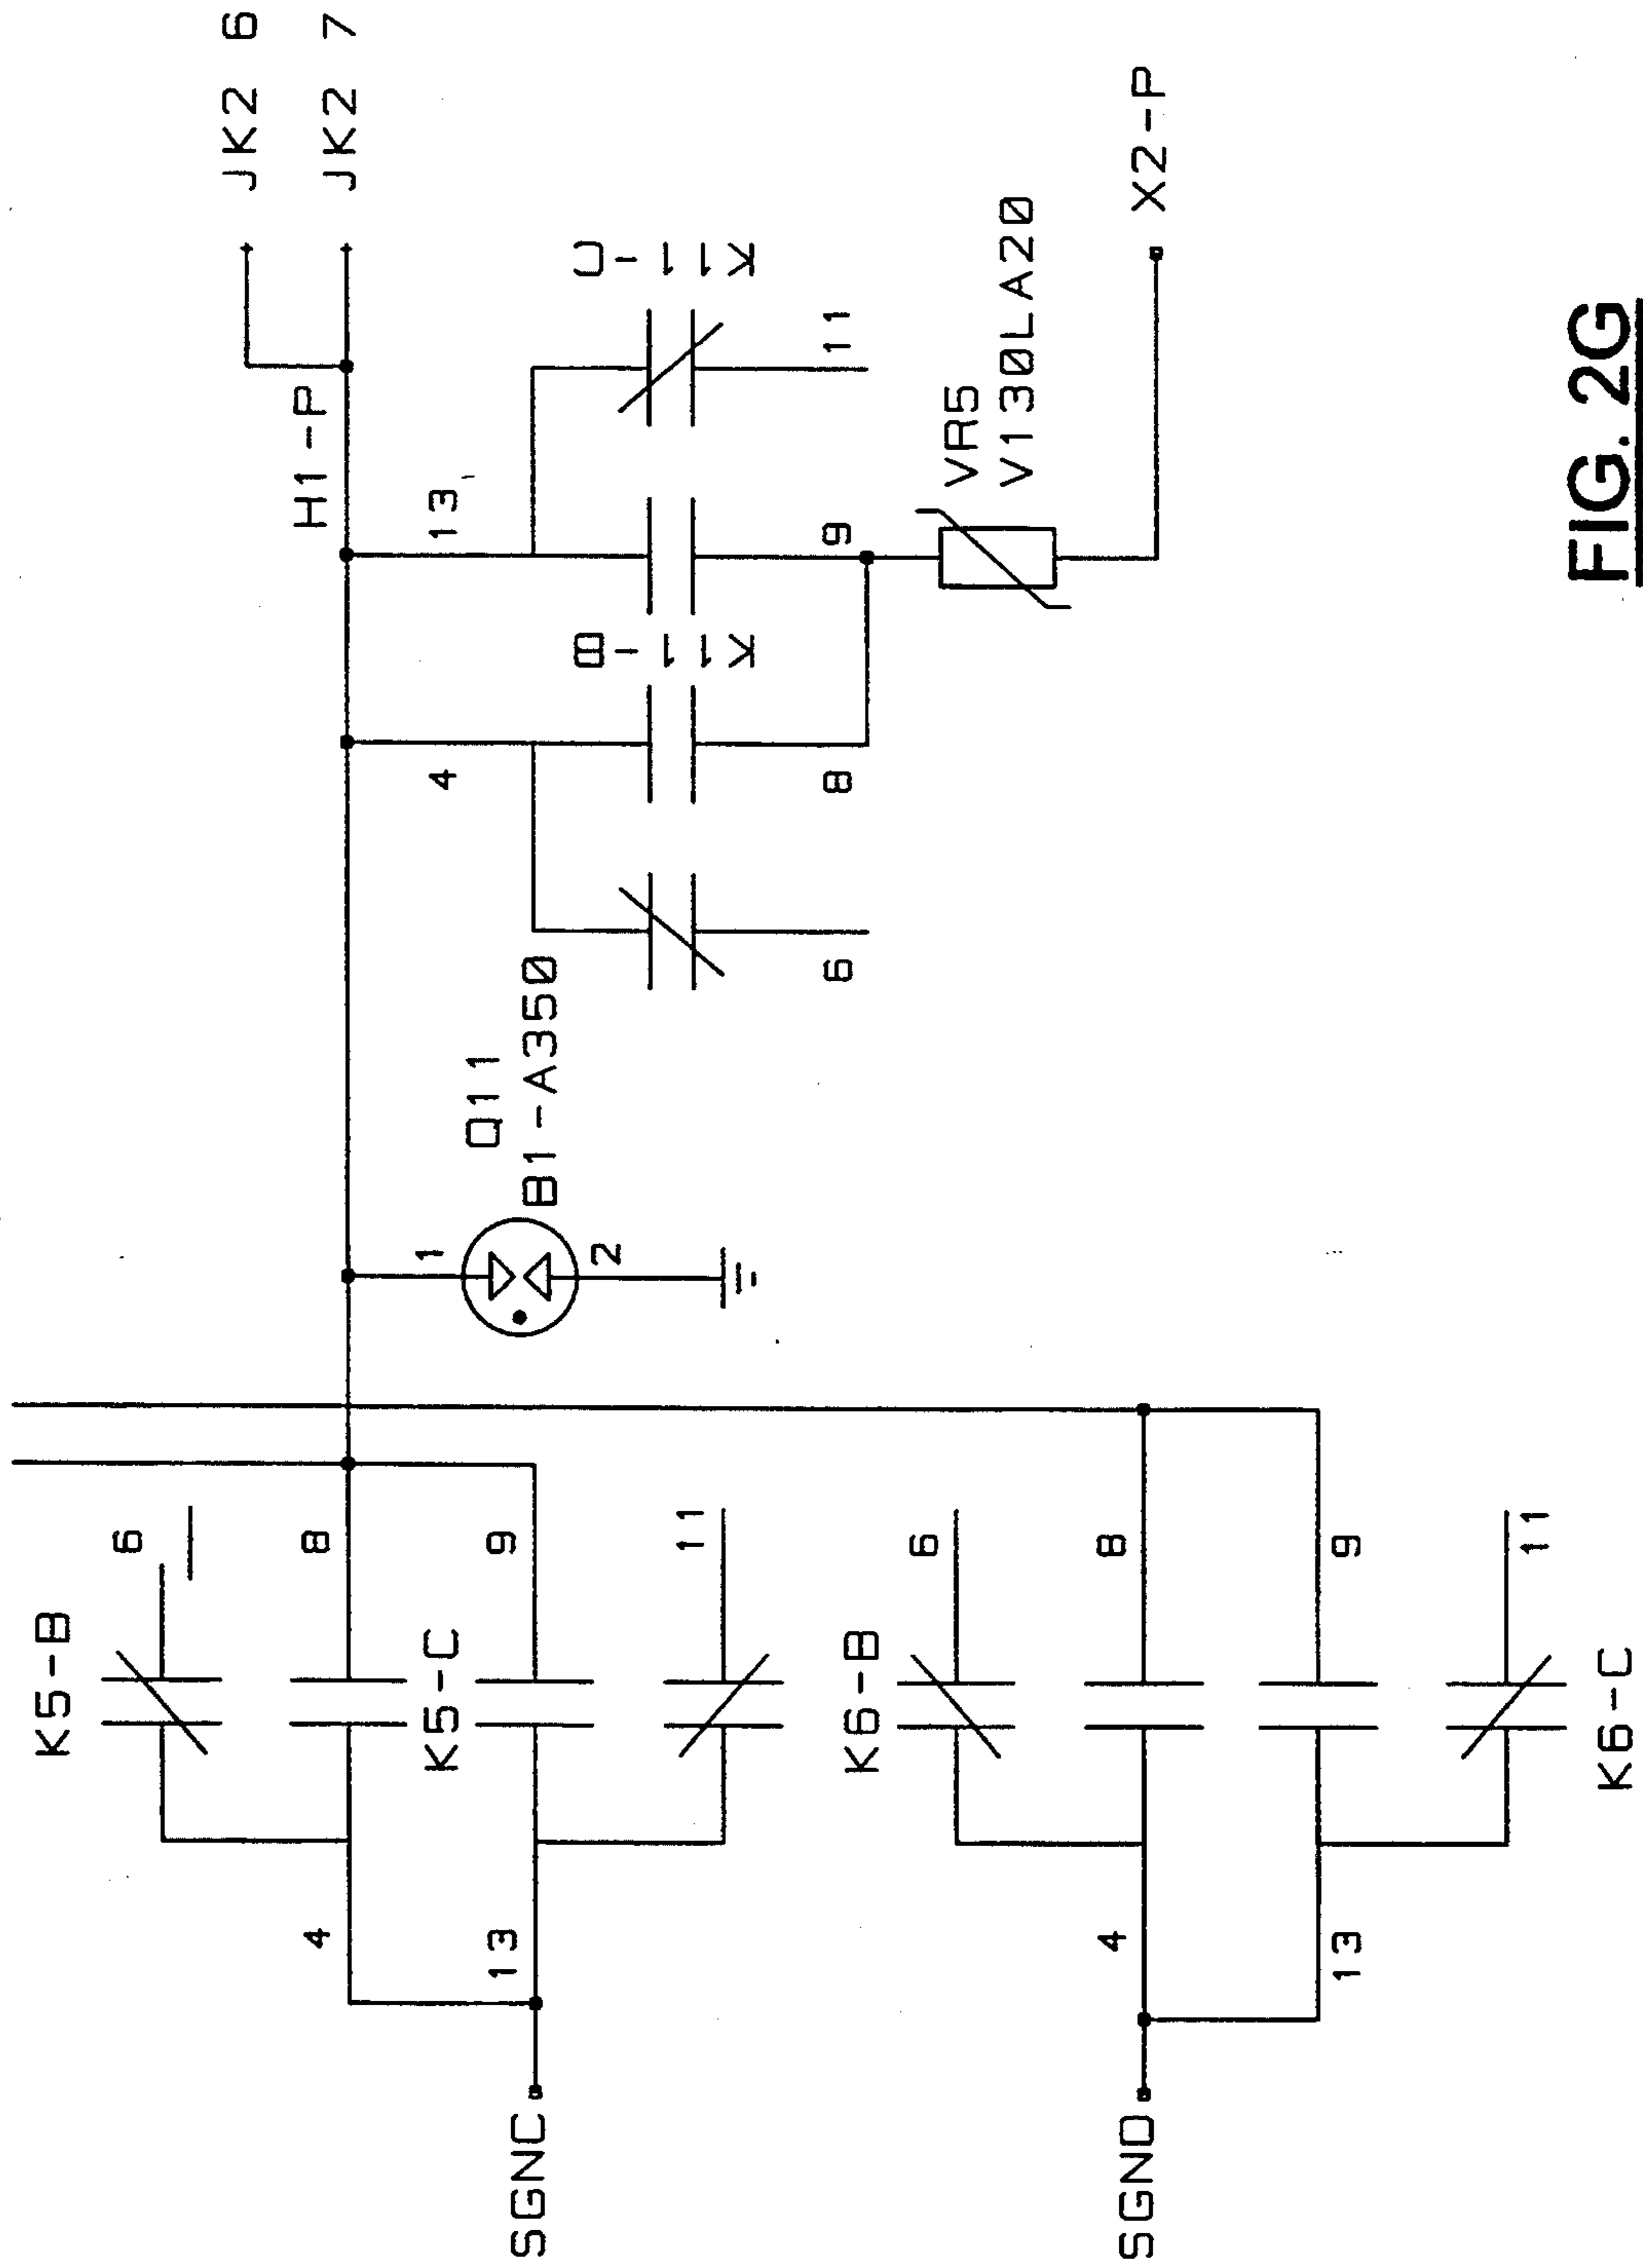 JK2 6
JK2 7
H1-P
13
4
K11-C
K11-B
11
9
8
6
VR5
V130LA20
X2-P
Q11
B1-A350
1
2
K5-B
6
8
K5-C
9
11
4
13
SGNC
K6-B
6
8
9
11
K6-C
4
13
SGND
FIG. 2G